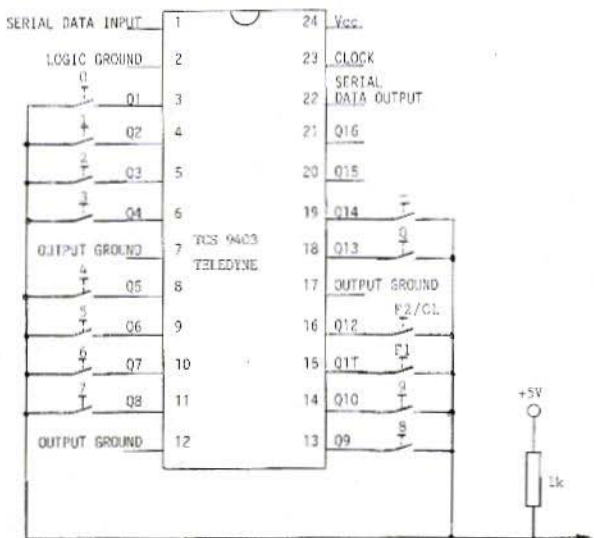 SERIAL DATA INPUT 1 24 Vcc
LOGIC GROUND 2 23 CLOCK
0 Q1 3 22 SERIAL
DATA OUTPUT
1 Q2 4 21 Q16
2 Q3 5 20 Q15
3 Q4 6 19 Q14
OUTPUT GROUND 7 TCS 9403 18 Q13
TELEDYNE
4 Q5 8 17 OUTPUT GROUND
5 Q6 9 16 Q12 F2/CL
6 Q7 10 15 Q1T F1
7 Q8 11 14 Q10 9
OUTPUT GROUND 12 13 Q9 8
+5V
1k